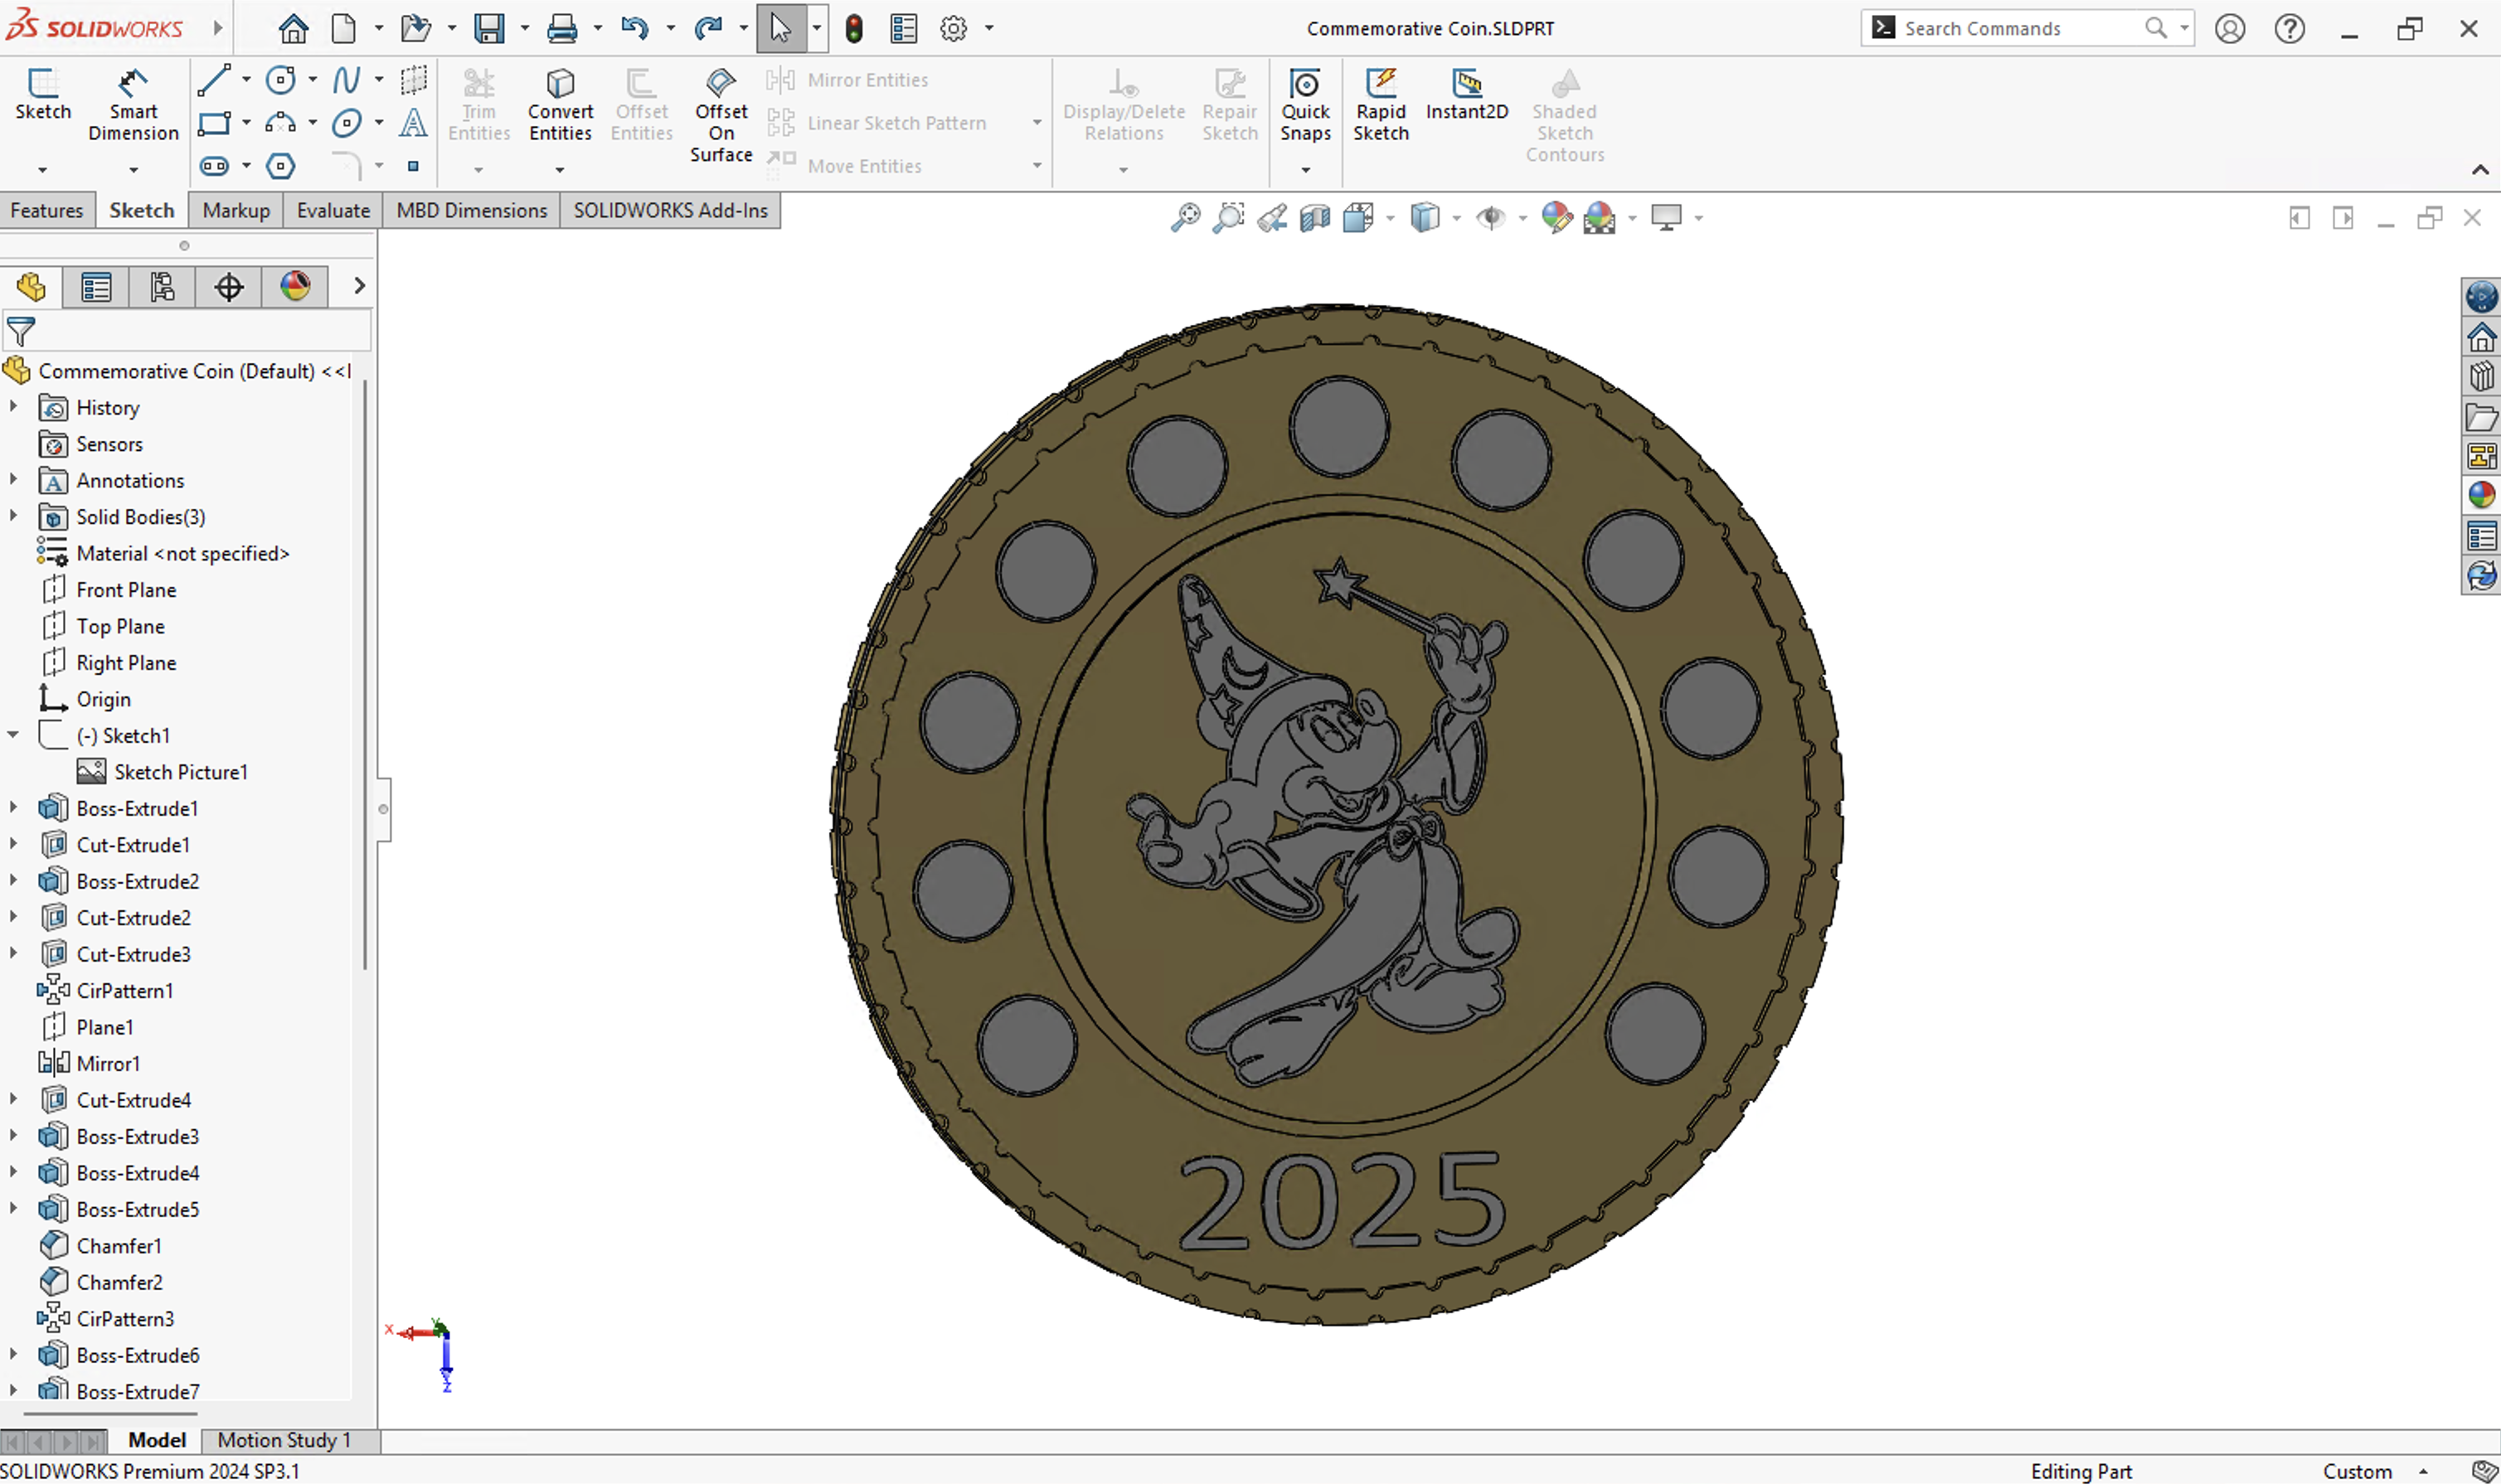 SOLIDWORKS
Commemorative Coin.SLDPRT
Search Commands
Sketch
Smart Dimension
Trim Entities
Convert Entities
Offset Entities
Offset On Surface
Mirror Entities
Linear Sketch Pattern
Move Entities
Display/Delete Relations
Repair Sketch
Quick Snaps
Rapid Sketch
Instant2D
Shaded Sketch Contours
Features
Sketch
Markup
Evaluate
MBD Dimensions
SOLIDWORKS Add-Ins
Commemorative Coin (Default) <<
History
Sensors
Annotations
Solid Bodies(3)
Material <not specified>
Front Plane
Top Plane
Right Plane
Origin
(-) Sketch1
Sketch Picture1
Boss-Extrude1
Cut-Extrude1
Boss-Extrude2
Cut-Extrude2
Cut-Extrude3
CirPattern1
Plane1
Mirror1
Cut-Extrude4
Boss-Extrude3
Boss-Extrude4
Boss-Extrude5
Chamfer1
Chamfer2
CirPattern3
Boss-Extrude6
Boss-Extrude7
2025
X
Y
Z
Model
Motion Study 1
SOLIDWORKS Premium 2024 SP3.1
Editing Part
Custom